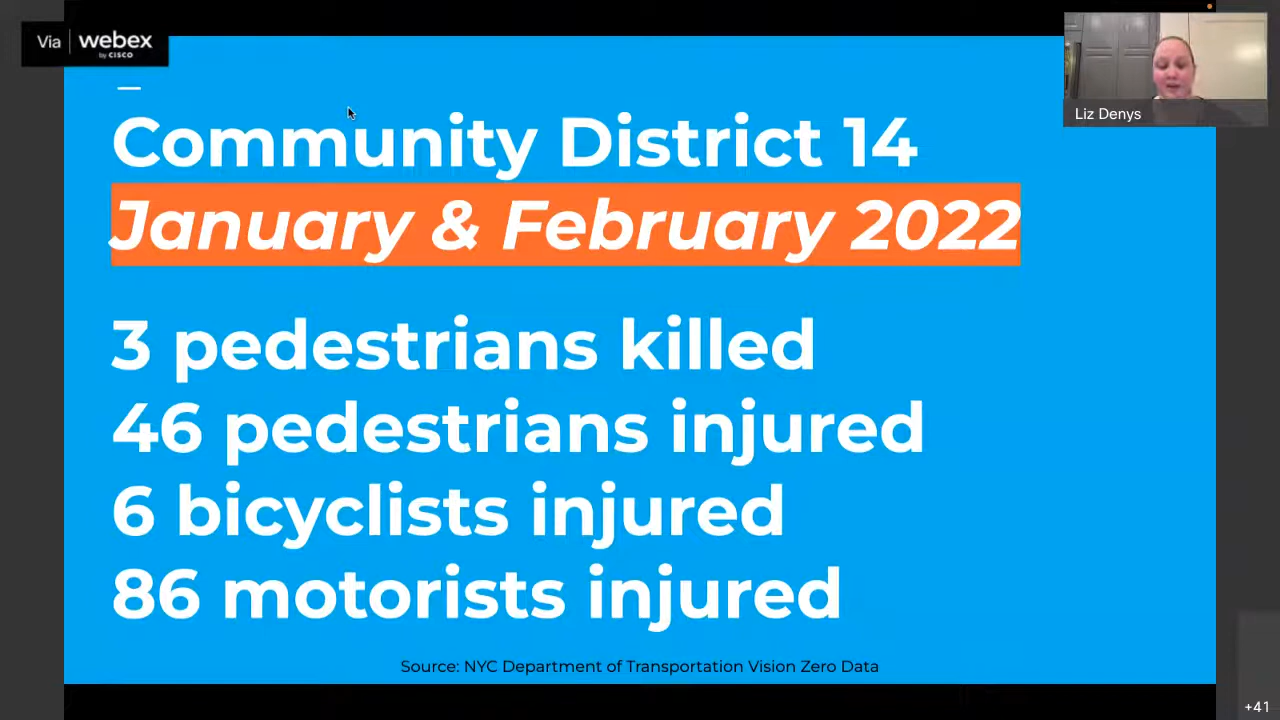 Via webex
by CISCO
Liz Denys
Community District 14
January & February 2022
3 pedestrians killed
46 pedestrians injured
6 bicyclists injured
86 motorists injured
Source: NYC Department of Transportation Vision Zero Data
+41